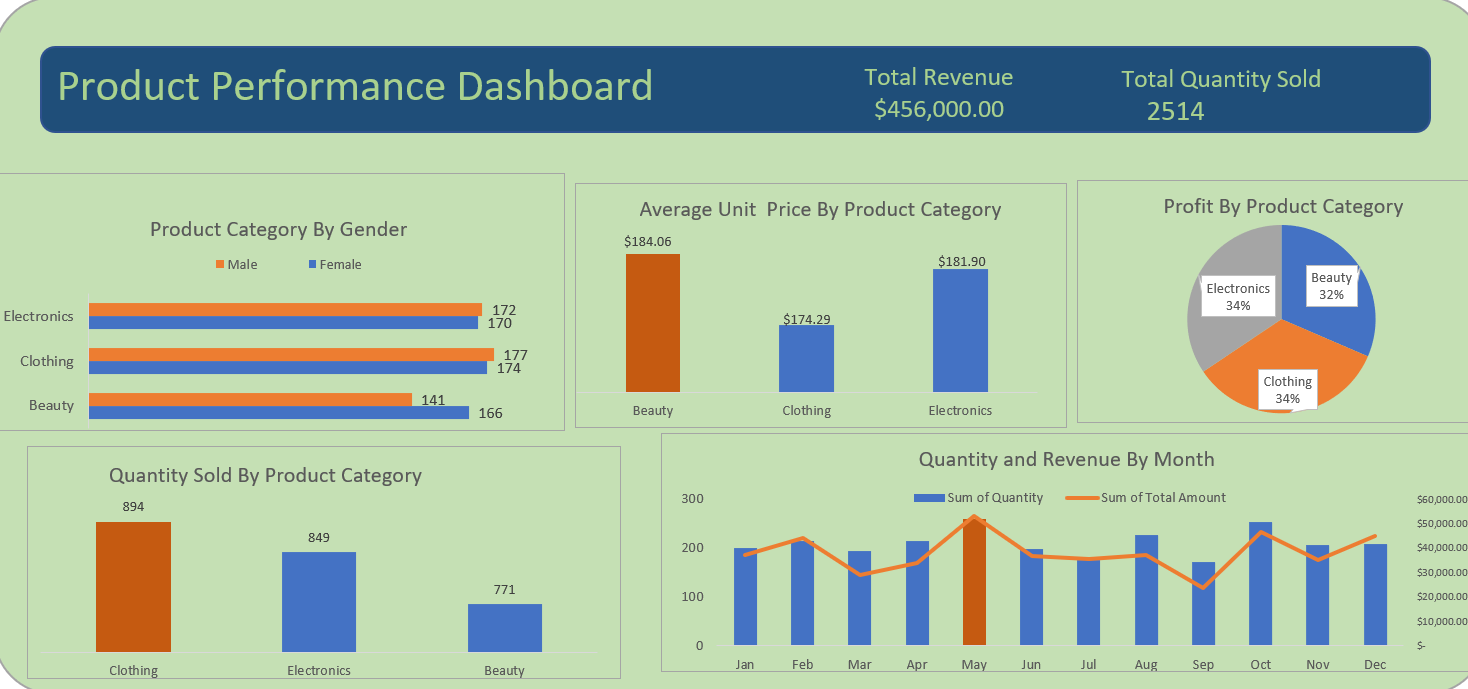 Product Performance Dashboard
Total Revenue
$456,000.00
Total Quantity Sold
2514
Product Category By Gender
Male Female
Electronics 172
170
Clothing 177
174
Beauty 141
166
Average Unit Price By Product Category
$184.06
$174.29
$181.90
Beauty Clothing Electronics
Profit By Product Category
Beauty
32%
Electronics
34%
Clothing
34%
Quantity Sold By Product Category
894
849
771
Clothing Electronics Beauty
Quantity and Revenue By Month
Sum of Quantity Sum of Total Amount
300
200
100
0
$60,000.00
$50,000.00
$40,000.00
$30,000.00
$20,000.00
$10,000.00
$-
Jan Feb Mar Apr May Jun Jul Aug Sep Oct Nov Dec